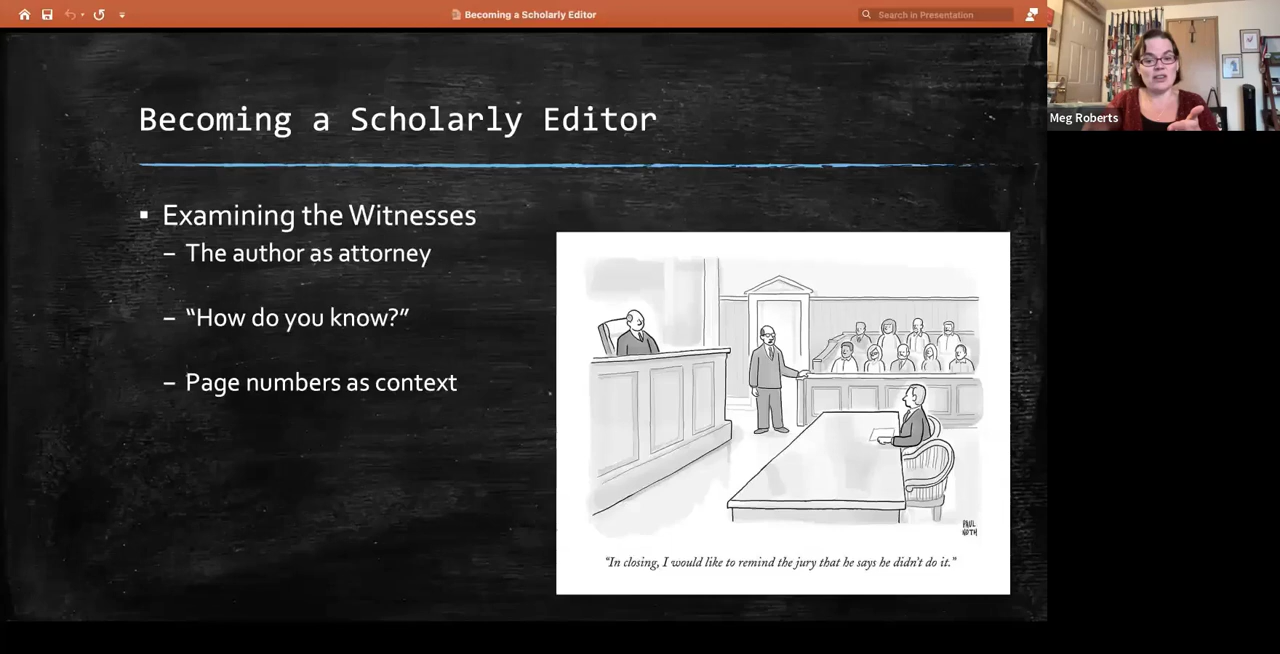 Becoming a Scholarly Editor
Search in Presentation
Becoming a Scholarly Editor
▪ Examining the Witnesses
– The author as attorney
– “How do you know?”
– Page numbers as context
PAUL
NOTH
“In closing, I would like to remind the jury that he says he didn’t do it.”
Meg Roberts